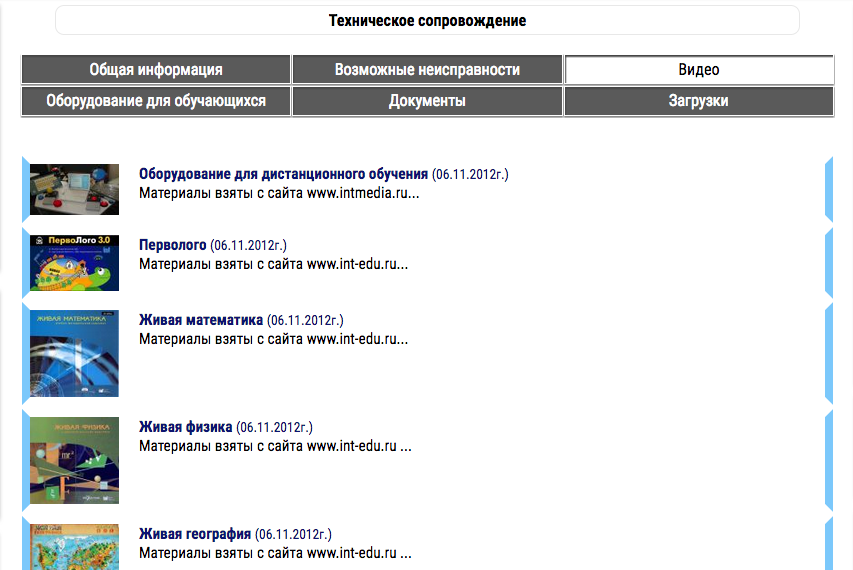 Техническое сопровождение
Общая информация
Возможные неисправности
Видео
Оборудование для обучающихся
Документы
Загрузки
Оборудование для дистанционного обучения (06.11.2012г.)
Материалы взяты с сайта www.intmedia.ru...
ПервоЛого 3.0
Перволого (06.11.2012г.)
Материалы взяты с сайта www.int-edu.ru...
ЖИВАЯ МАТЕМАТИКА
Живая математика (06.11.2012г.)
Материалы взяты с сайта www.int-edu.ru...
ЖИВАЯ ФИЗИКА
Живая физика (06.11.2012г.)
Материалы взяты с сайта www.int-edu.ru ...
Живая география (06.11.2012г.)
Материалы взяты с сайта www.int-edu.ru ...